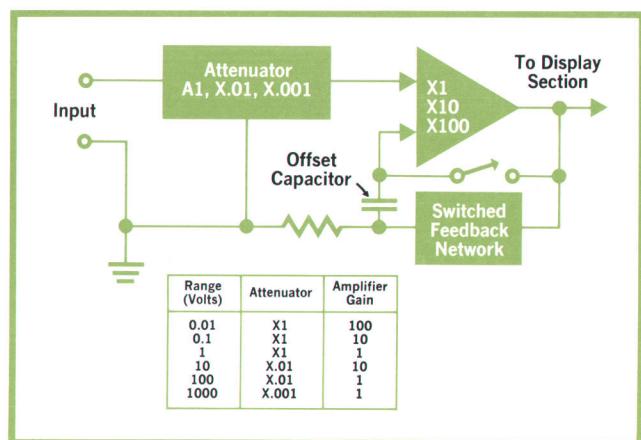 Attenuator
A1, X.01, X.001
To Display
Section
X1
X10
X100
Input
Offset
Capacitor
Switched
Feedback
Network
Range
(Volts)
Attenuator
Amplifier
Gain
0.01 X1 100
0.1 X1 10
1 X1 1
10 X.01 10
100 X.01 1
1000 X.001 1